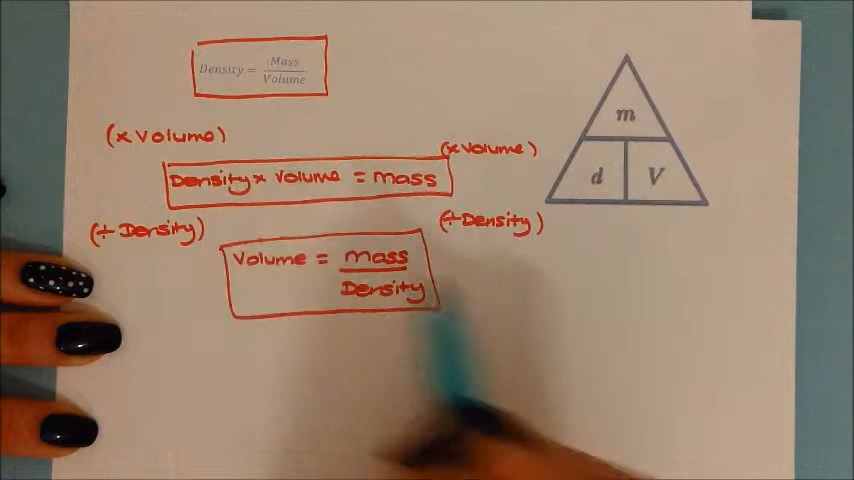 Density = Mass
Volume
(x Volume)
(x Volume)
Density x Volume = mass
(÷ Density)
(÷ Density)
Volume = mass
Density
m
d V